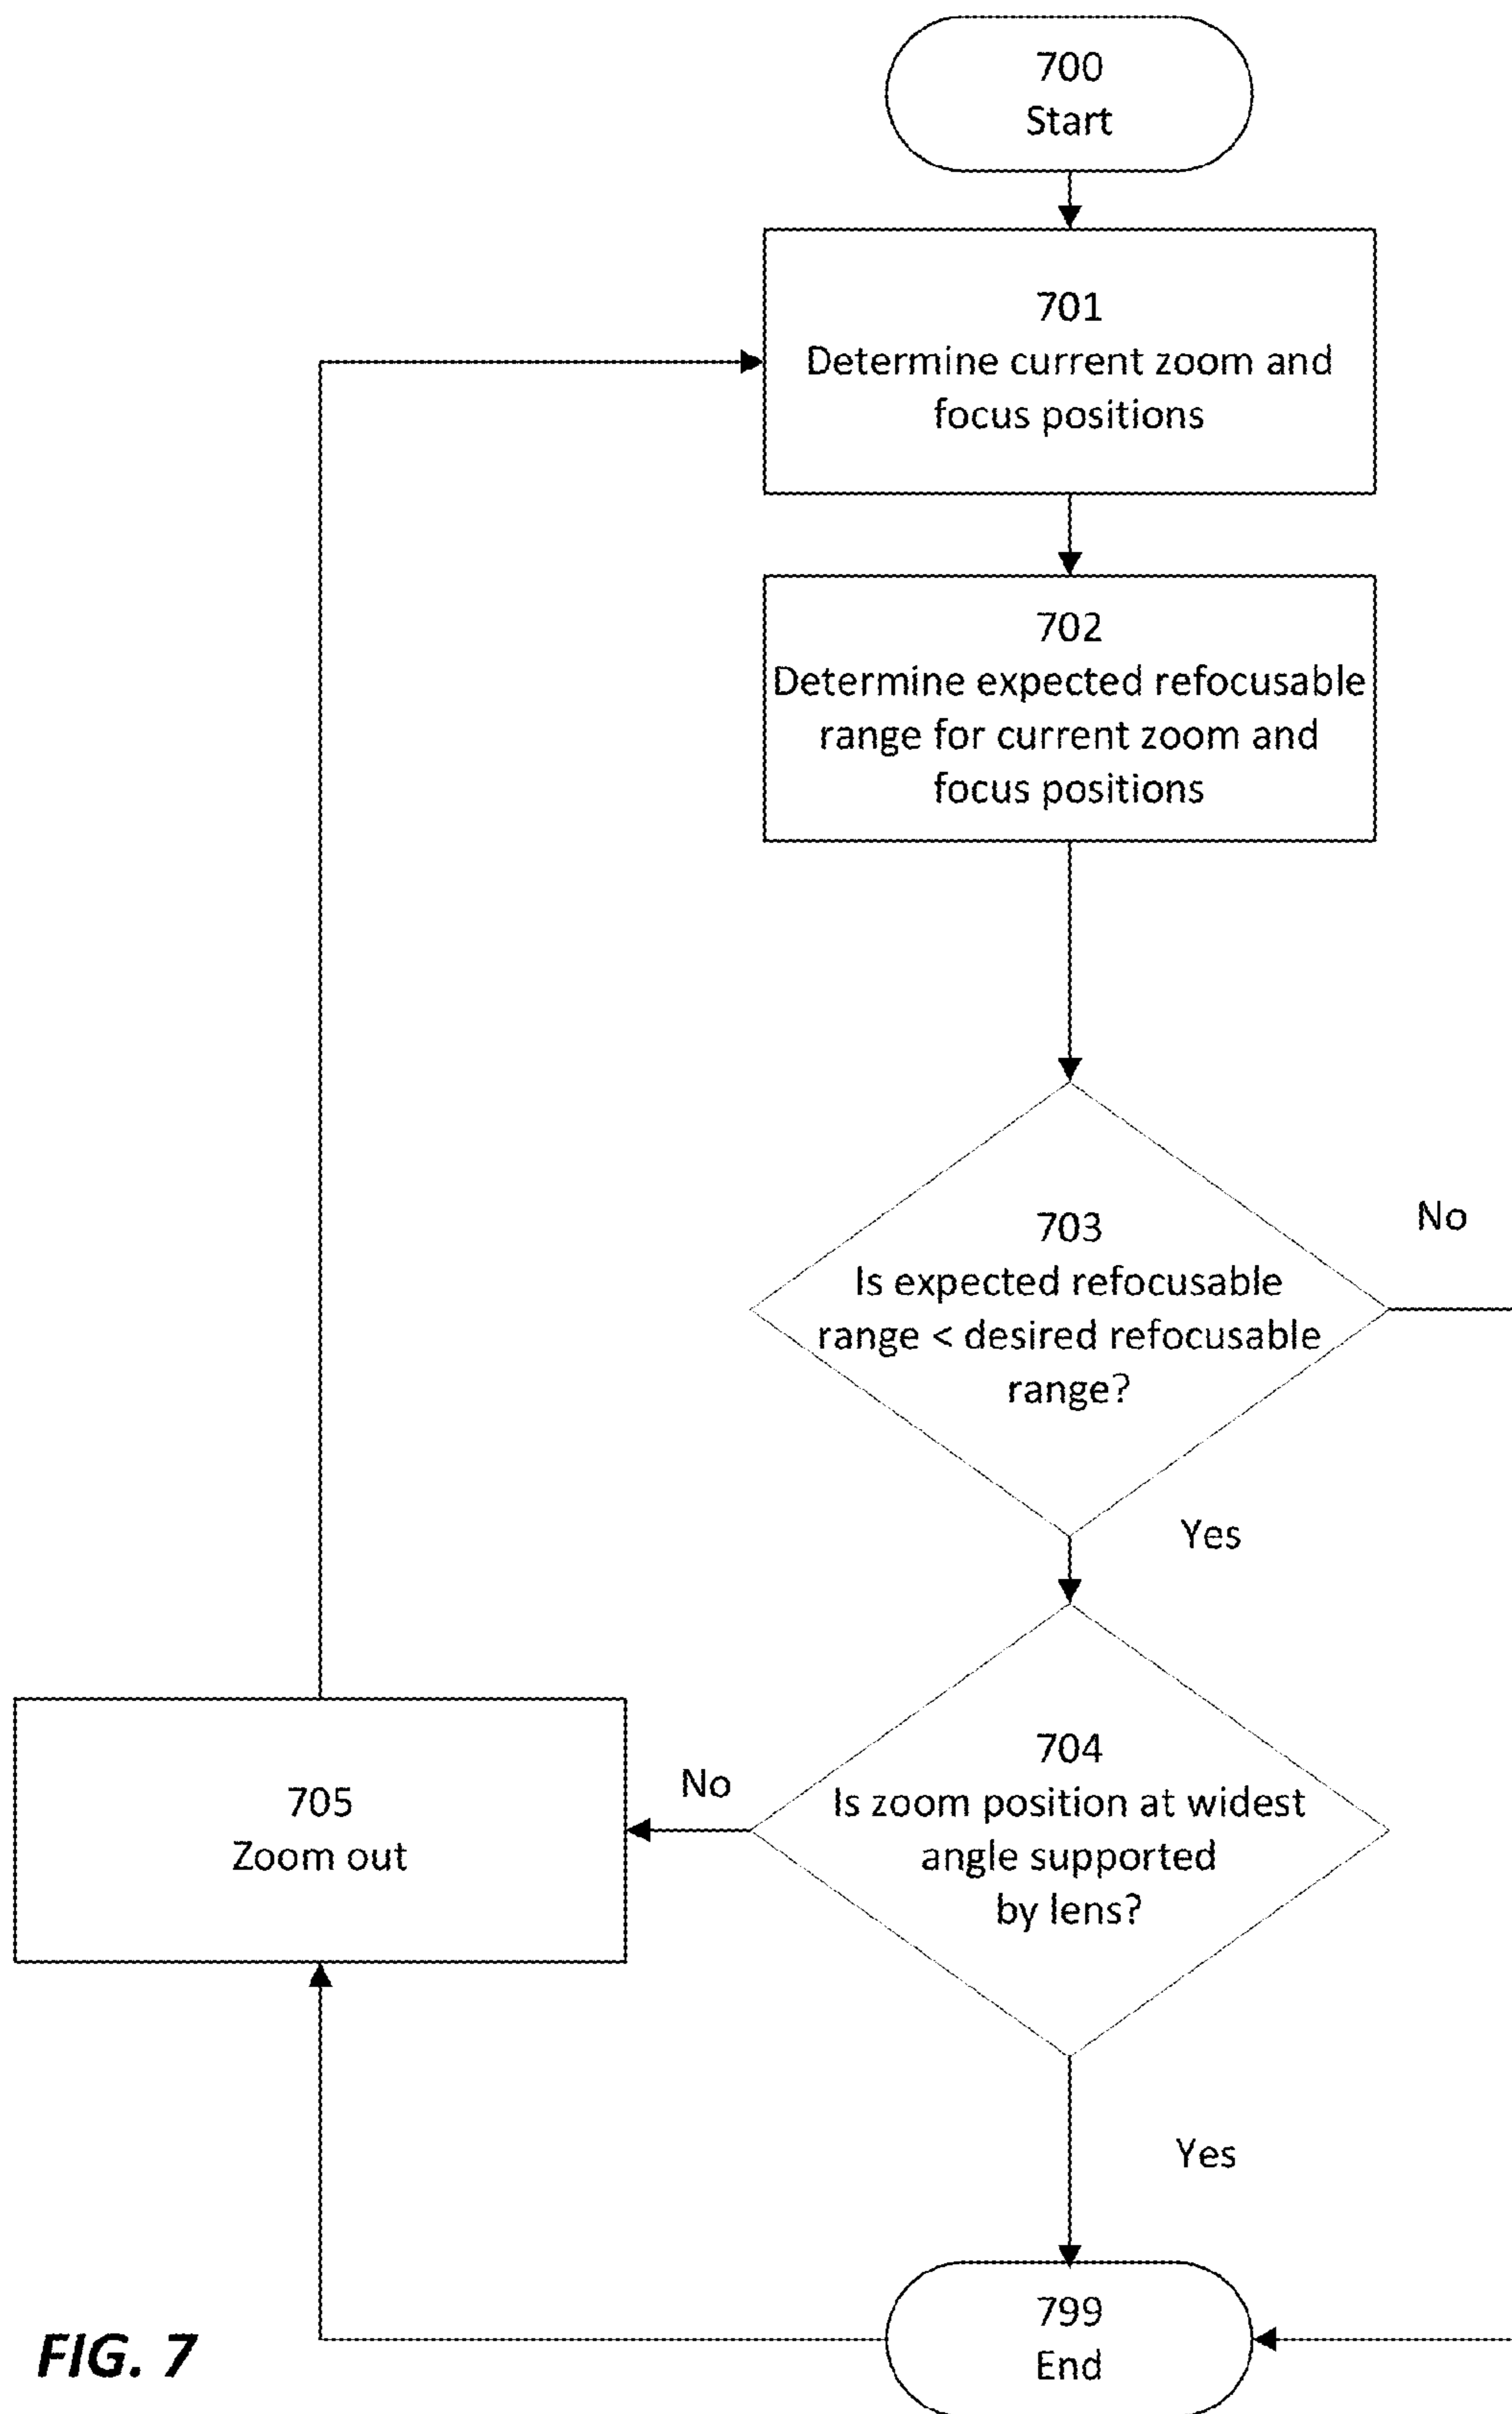 700
Start
701
Determine current zoom and
focus positions
702
Determine expected refocusable
range for current zoom and
focus positions
703
Is expected refocusable
range < desired refocusable
range?
No
Yes
704
Is zoom position at widest
angle supported
by lens?
No
705
Zoom out
Yes
799
End
FIG. 7